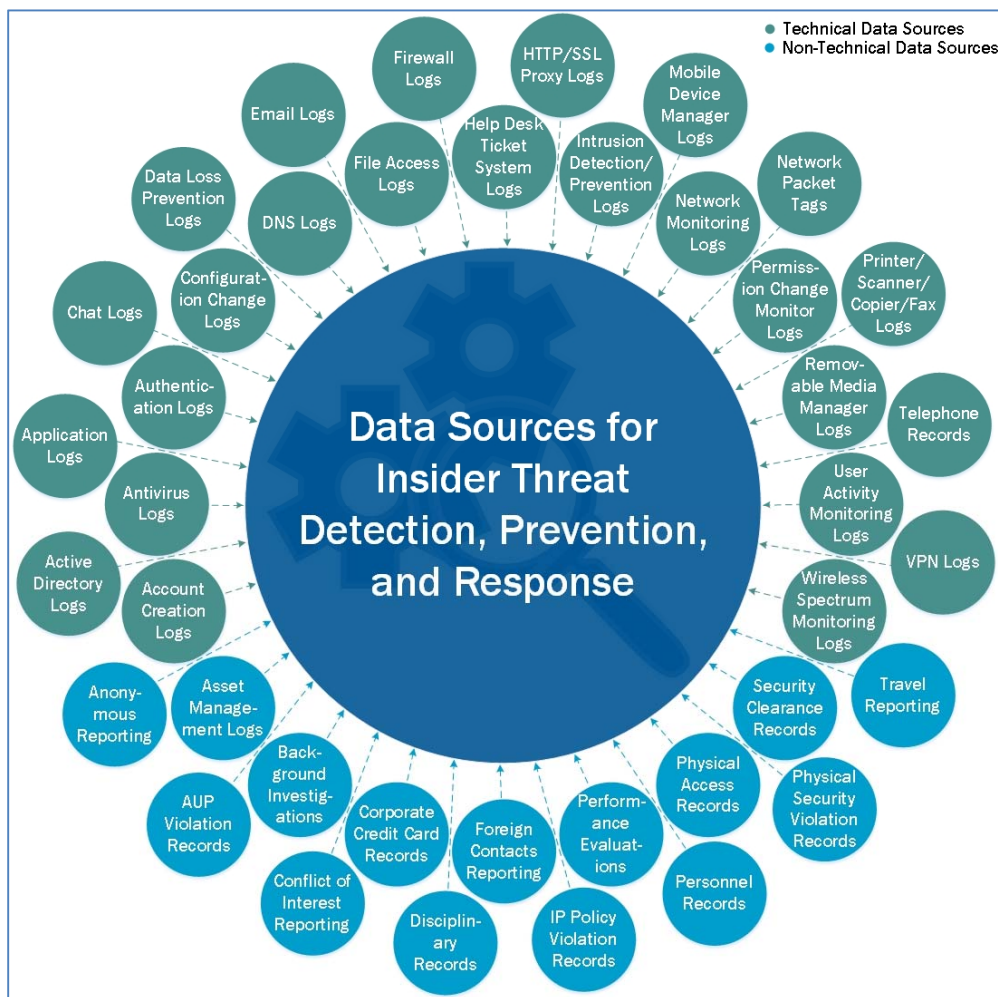 Technical Data Sources
Non-Technical Data Sources
Firewall
Logs
HTTP/SSL
Proxy Logs
Mobile
Device
Manager
Logs
Email Logs
File Access
Logs
Help Desk
Ticket
System
Logs
Intrusion
Detection/
Prevention
Logs
Network
Packet
Tags
Data Loss
Prevention
Logs
DNS Logs
Network
Monitoring
Logs
Configurat-
ion Change
Logs
Permiss-
ion Change
Monitor
Logs
Printer/
Scanner/
Copier/Fax
Logs
Chat Logs
Authentic-
ation Logs
Remov-
able Media
Manager
Logs
Telephone
Records
Application
Logs
Antivirus
Logs
User
Activity
Monitoring
Logs
Data Sources for
Insider Threat
Detection, Prevention,
and Response
Active
Directory
Logs
Account
Creation
Logs
Wireless
Spectrum
Monitoring
Logs
VPN Logs
Anony-
mous
Reporting
Asset
Manage-
ment Logs
Security
Clearance
Records
Travel
Reporting
AUP
Violation
Records
Back-
ground
Investig-
ations
Physical
Access
Records
Physical
Security
Violation
Records
Corporate
Credit Card
Records
Foreign
Contacts
Reporting
Perform-
ance
Evaluat-
ions
Conflict of
Interest
Reporting
Disciplin-
ary
Records
IP Policy
Violation
Records
Personnel
Records